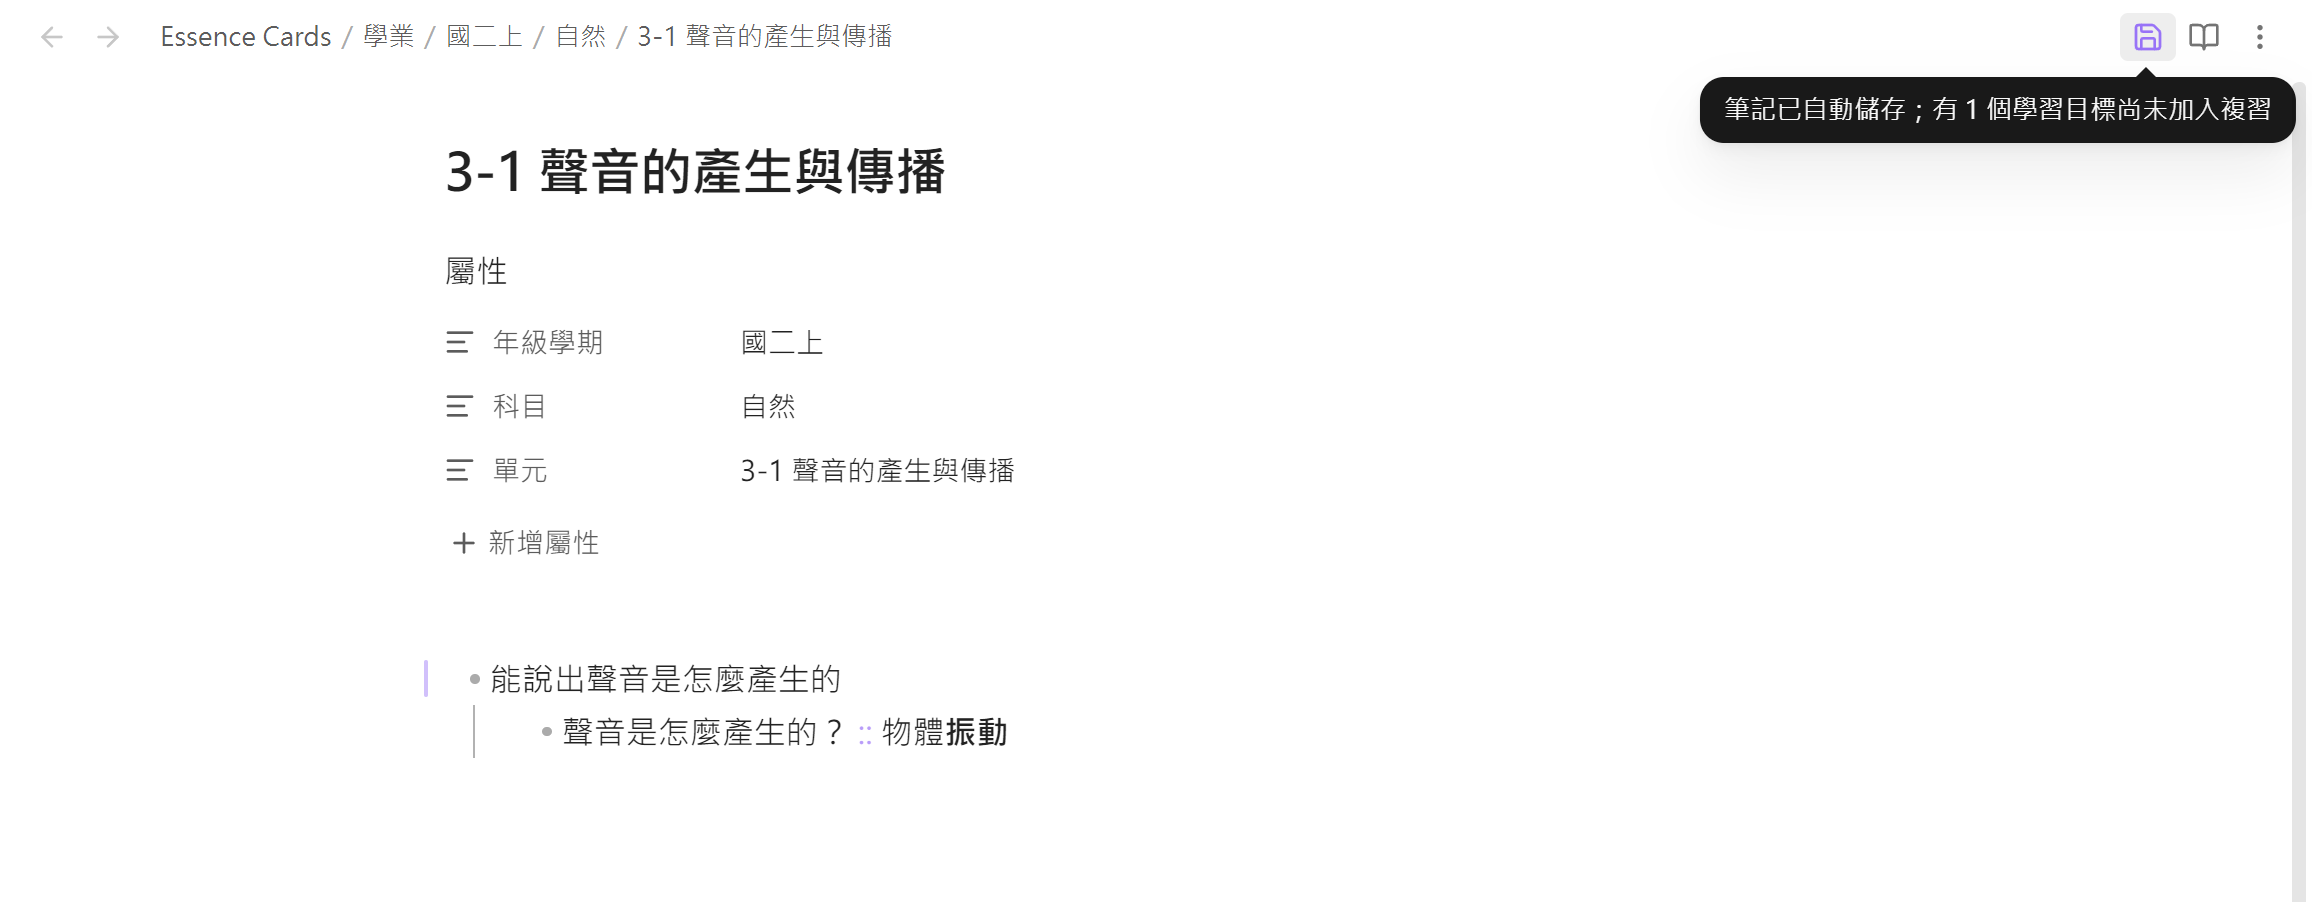 Essence Cards / 學業 / 國二上 / 自然 / 3-1 聲音的產生與傳播
筆記已自動儲存；有 1 個學習目標尚未加入複習
3-1 聲音的產生與傳播
屬性
年級學期 國二上
科目 自然
單元 3-1 聲音的產生與傳播
+ 新增屬性
• 能說出聲音是怎麼產生的
• 聲音是怎麼產生的？ :: 物體振動